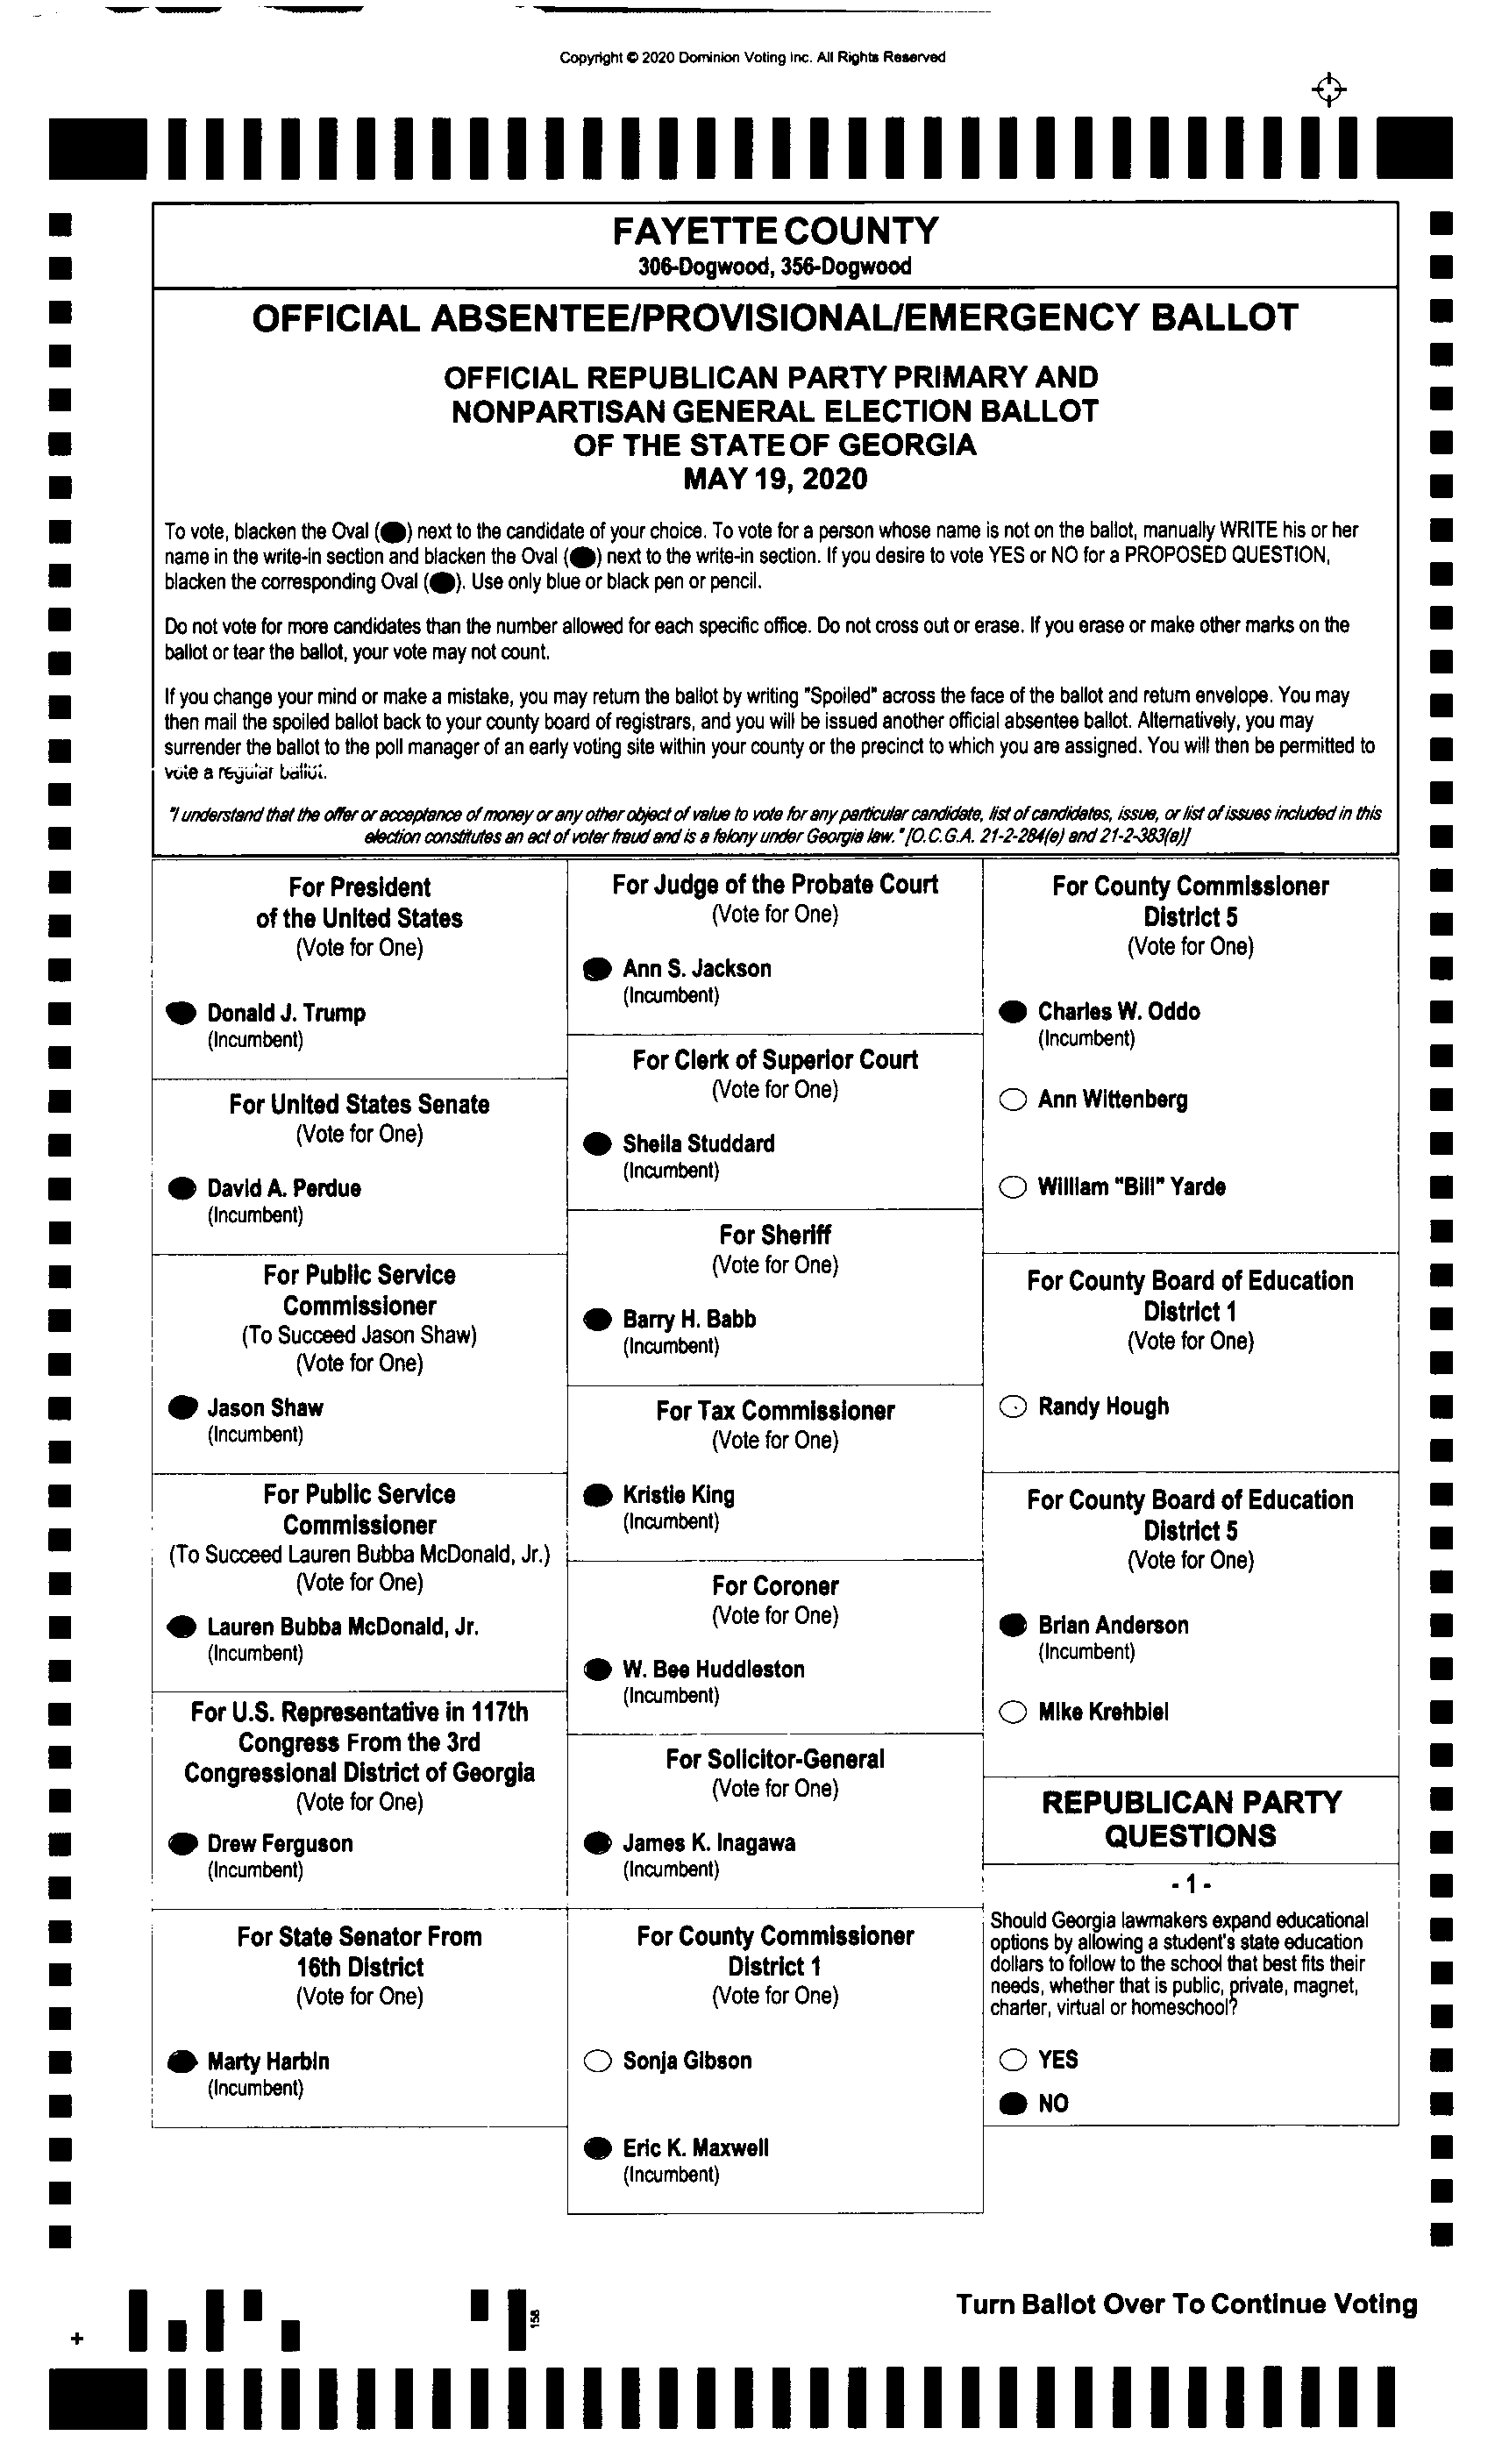 Copyright © 2020 Dominion Voting Inc. All Rights Reserved
FAYETTE COUNTY
306-Dogwood, 356-Dogwood
OFFICIAL ABSENTEE/PROVISIONAL/EMERGENCY BALLOT
OFFICIAL REPUBLICAN PARTY PRIMARY AND
NONPARTISAN GENERAL ELECTION BALLOT
OF THE STATE OF GEORGIA
MAY 19, 2020
To vote, blacken the Oval ( ) next to the candidate of your choice. To vote for a person whose name is not on the ballot, manually WRITE his or her
name in the write-in section and blacken the Oval ( ) next to the write-in section. If you desire to vote YES or NO for a PROPOSED QUESTION,
blacken the corresponding Oval ( ). Use only blue or black pen or pencil.
Do not vote for more candidates than the number allowed for each specific office. Do not cross out or erase. If you erase or make other marks on the
ballot or tear the ballot, your vote may not count.
If you change your mind or make a mistake, you may return the ballot by writing "Spoiled" across the face of the ballot and return envelope. You may
then mail the spoiled ballot back to your county board of registrars, and you will be issued another official absentee ballot. Alternatively, you may
surrender the ballot to the poll manager of an early voting site within your county or the precinct to which you are assigned. You will then be permitted to
vote a regular ballot.
"I understand that the offer or acceptance of money or any other object of value to vote for any particular candidate, list of candidates, issue, or list of issues included in this
election constitutes an act of voter fraud and is a felony under Georgia law." [O.C.G.A. 21-2-284(e) and 21-2-383(a)]
For President
of the United States
(Vote for One)
Donald J. Trump
(Incumbent)
For United States Senate
(Vote for One)
David A. Perdue
(Incumbent)
For Public Service
Commissioner
(To Succeed Jason Shaw)
(Vote for One)
Jason Shaw
(Incumbent)
For Public Service
Commissioner
(To Succeed Lauren Bubba McDonald, Jr.)
(Vote for One)
Lauren Bubba McDonald, Jr.
(Incumbent)
For U.S. Representative in 117th
Congress From the 3rd
Congressional District of Georgia
(Vote for One)
Drew Ferguson
(Incumbent)
For State Senator From
16th District
(Vote for One)
Marty Harbin
(Incumbent)
For Judge of the Probate Court
(Vote for One)
Ann S. Jackson
(Incumbent)
For Clerk of Superior Court
(Vote for One)
Sheila Studdard
(Incumbent)
For Sheriff
(Vote for One)
Barry H. Babb
(Incumbent)
For Tax Commissioner
(Vote for One)
Kristie King
(Incumbent)
For Coroner
(Vote for One)
W. Bee Huddleston
(Incumbent)
For Solicitor-General
(Vote for One)
James K. Inagawa
(Incumbent)
For County Commissioner
District 1
(Vote for One)
Sonja Gibson
Eric K. Maxwell
(Incumbent)
For County Commissioner
District 5
(Vote for One)
Charles W. Oddo
(Incumbent)
Ann Wittenberg
William "Bill" Yarde
For County Board of Education
District 1
(Vote for One)
Randy Hough
For County Board of Education
District 5
(Vote for One)
Brian Anderson
(Incumbent)
Mike Krehbiel
REPUBLICAN PARTY
QUESTIONS
- 1 -
Should Georgia lawmakers expand educational
options by allowing a student's state education
dollars to follow to the school that best fits their
needs, whether that is public, private, magnet,
charter, virtual or homeschool?
YES
NO
Turn Ballot Over To Continue Voting
158
+